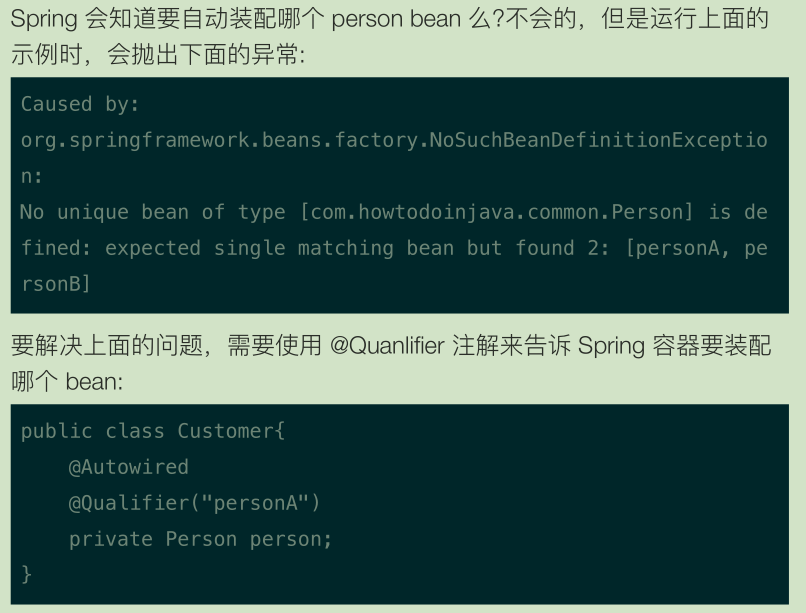 Spring 会知道要自动装配哪个 person bean 么?不会的，但是运行上面的
示例时，会抛出下面的异常:
Caused by:
org.springframework.beans.factory.NoSuchBeanDefinitionExceptio
n:
No unique bean of type [com.howtodoinjava.common.Person] is de
fined: expected single matching bean but found 2: [personA, pe
rsonB]
要解决上面的问题，需要使用 @Quanlifier 注解来告诉 Spring 容器要装配
哪个 bean:
public class Customer{
    @Autowired
    @Qualifier("personA")
    private Person person;
}